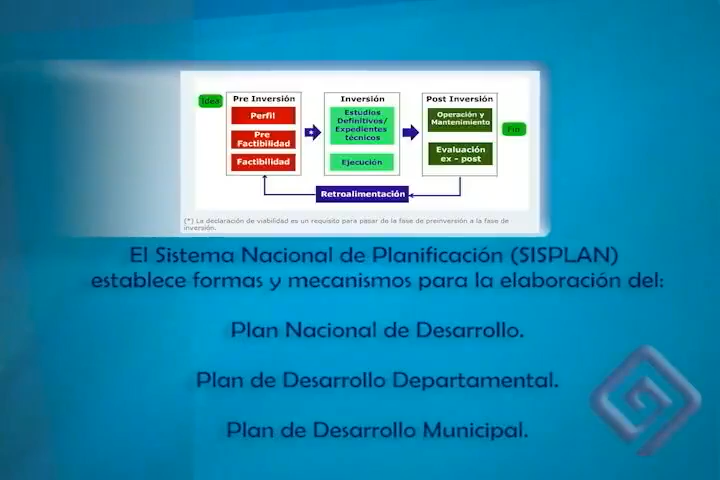 Idea
Pre Inversión
Perfil
Pre
Factibilidad
Factibilidad
*
Inversión
Estudios
Definitivos/
Expedientes
técnicos
Ejecución
Post Inversión
Operación y
Mantenimiento
Evaluación
ex - post
Fin
Retroalimentación
(*) La declaración de viabilidad es un requisito para pasar de la fase de preinversión a la fase de
inversión.
El Sistema Nacional de Planificación (SISPLAN)
establece formas y mecanismos para la elaboración del:
Plan Nacional de Desarrollo.
Plan de Desarrollo Departamental.
Plan de Desarrollo Municipal.